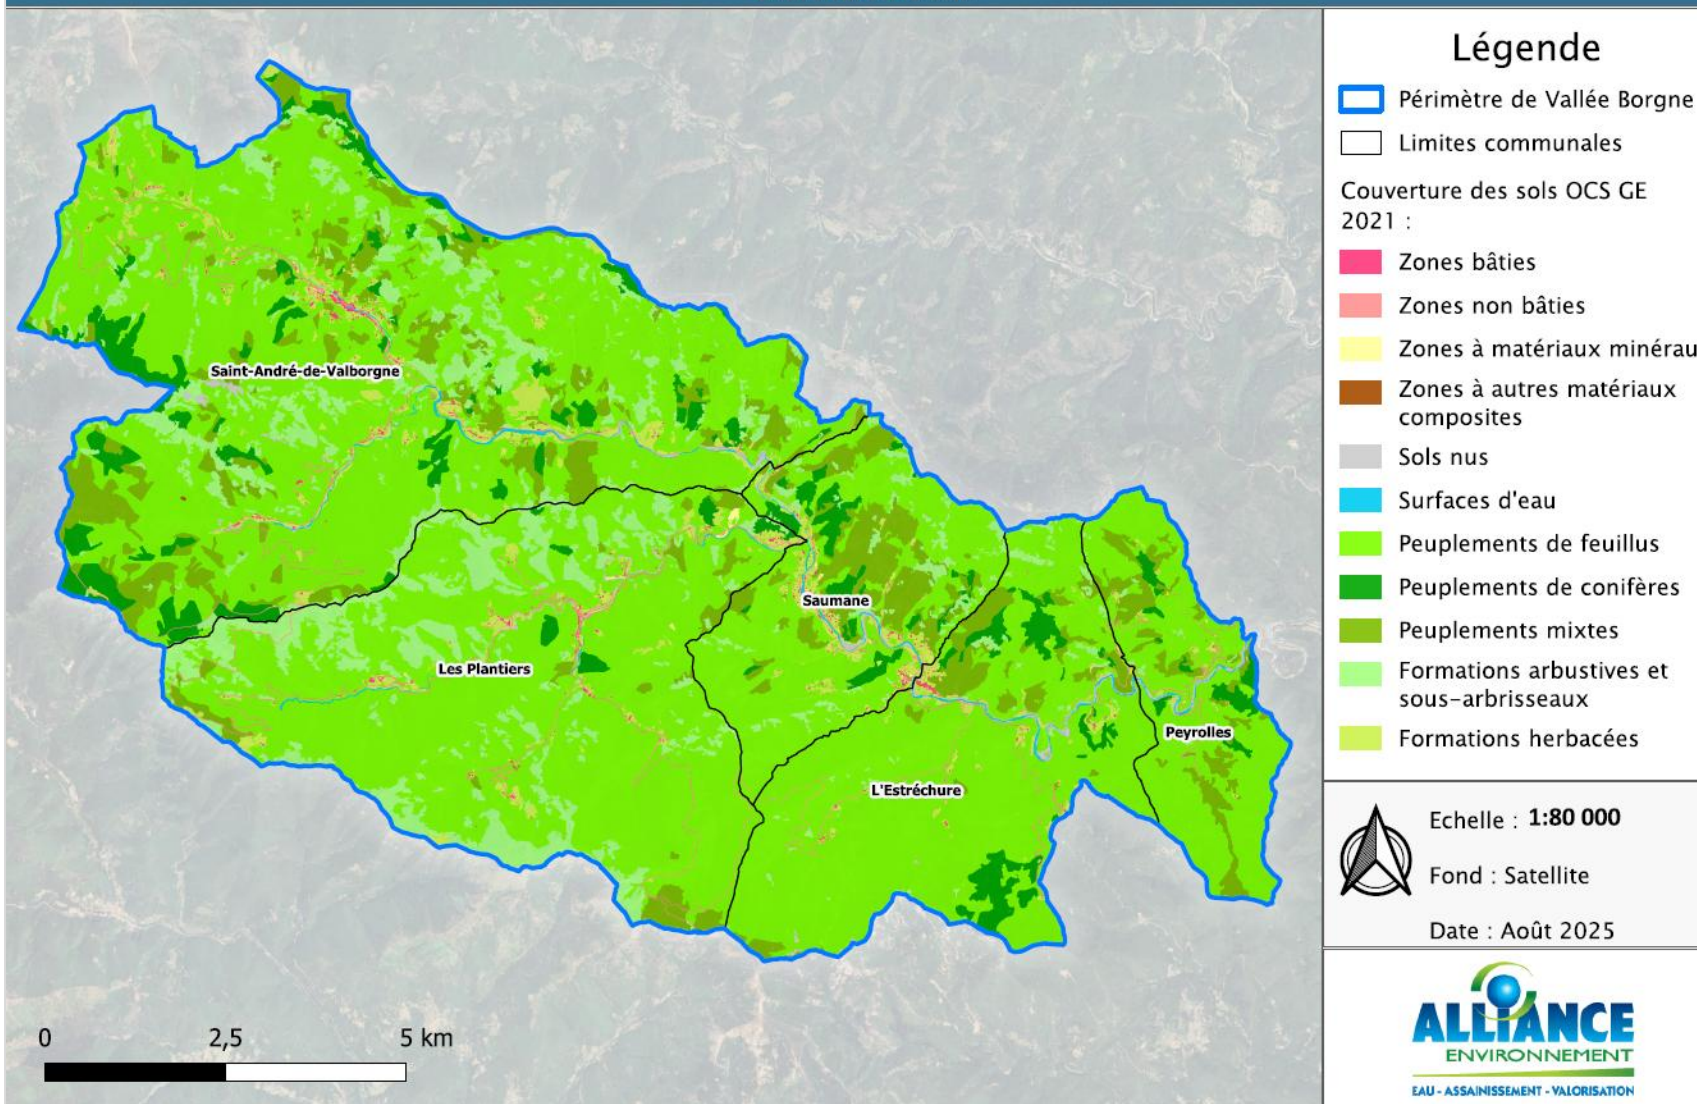 Légende
Périmètre de Vallée Borgne
Limites communales
Couverture des sols OCS GE
2021 :
Zones bâties
Zones non bâties
Zones à matériaux minérau
Zones à autres matériaux
composites
Sols nus
Surfaces d'eau
Peuplements de feuillus
Peuplements de conifères
Peuplements mixtes
Formations arbustives et
sous-arbrisseaux
Formations herbacées
Saint-André-de-Valborgne
Saumane
Les Plantiers
Peyrolles
L'Estréchure
0 2,5 5 km
Echelle : 1:80 000
Fond : Satellite
Date : Août 2025
ALLIANCE
ENVIRONNEMENT
EAU - ASSAINISSEMENT - VALORISATION